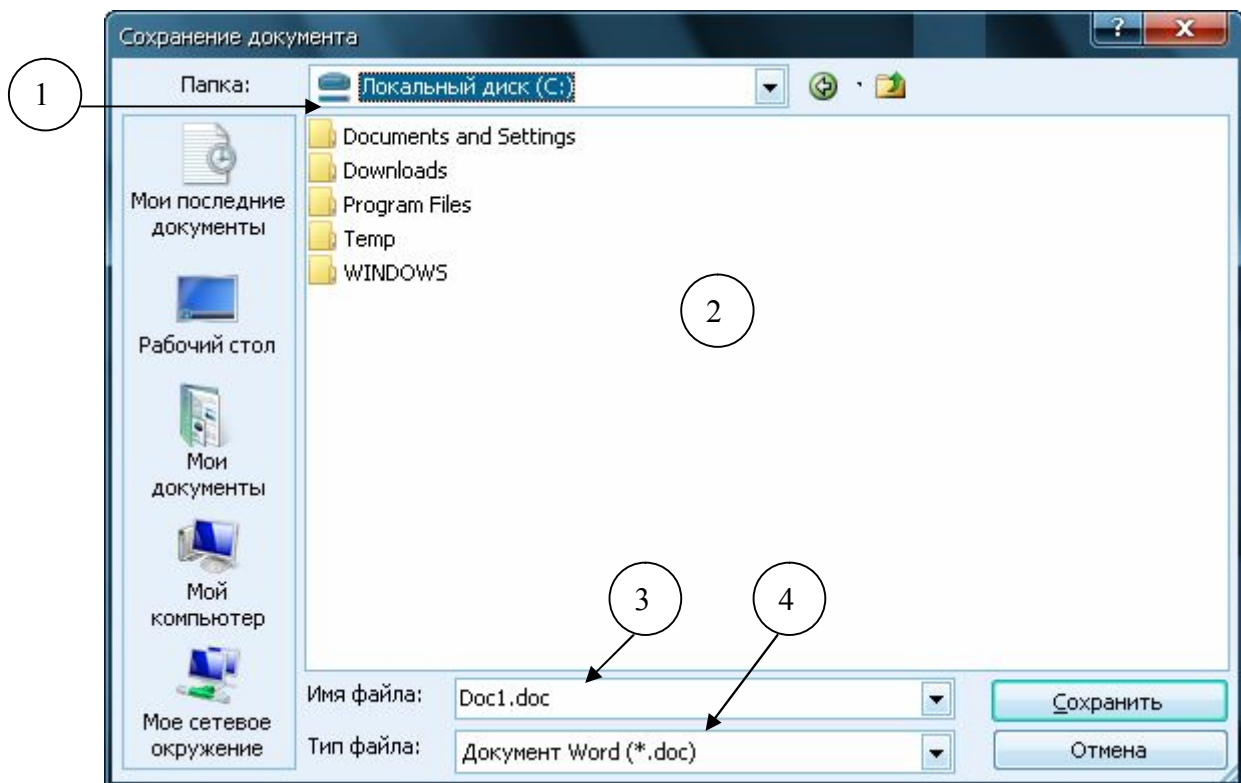 Сохранение документа
? X
1
Папка:
Локальный диск (C:)
Мои последние
документы
Рабочий стол
Мои
документы
Мой
компьютер
Мое сетевое
окружение
Documents and Settings
Downloads
Program Files
Temp
WINDOWS
2
3
4
Имя файла:
Doc1.doc
Сохранить
Тип файла:
Документ Word (*.doc)
Отмена